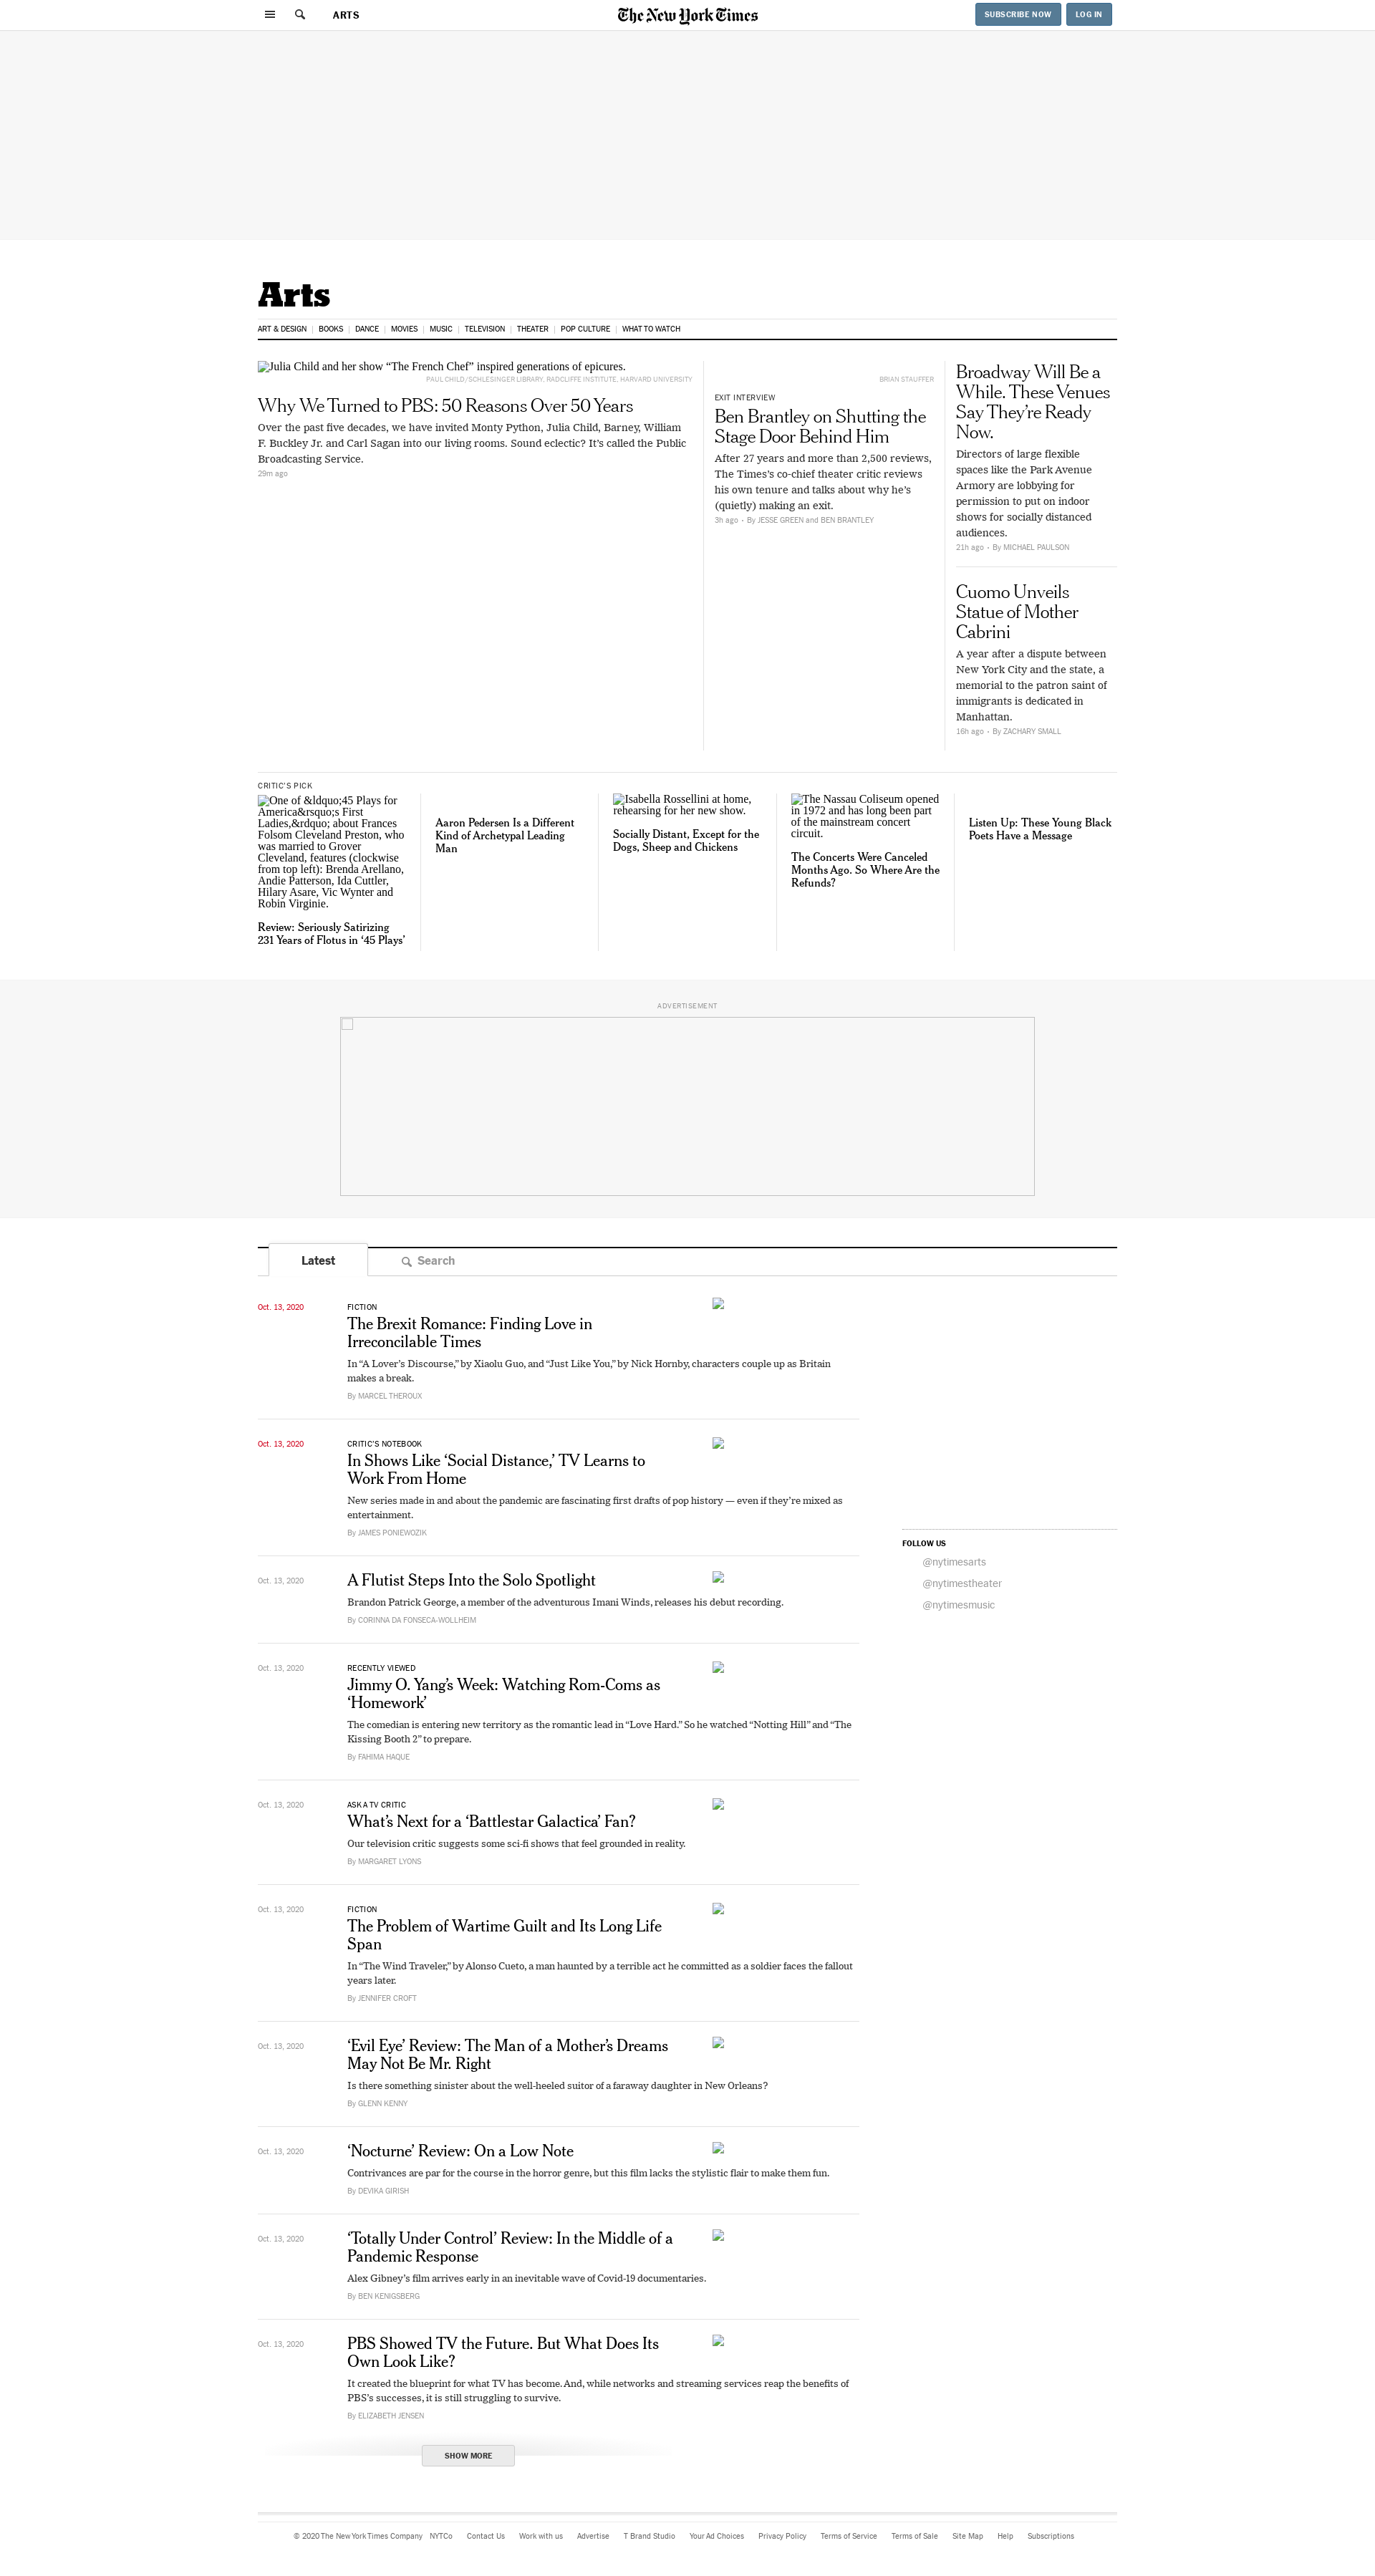 ARTS
The New York Times
SUBSCRIBE NOW
LOG IN
Arts
ART & DESIGN
BOOKS
DANCE
MOVIES
MUSIC
TELEVISION
THEATER
POP CULTURE
WHAT TO WATCH
Julia Child and her show “The French Chef” inspired generations of epicures.
PAUL CHILD/SCHLESINGER LIBRARY, RADCLIFFE INSTITUTE, HARVARD UNIVERSITY
Why We Turned to PBS: 50 Reasons Over 50 Years
Over the past five decades, we have invited Monty Python, Julia Child, Barney, William
F. Buckley Jr. and Carl Sagan into our living rooms. Sound eclectic? It’s called the Public
Broadcasting Service.
29m ago
BRIAN STAUFFER
EXIT INTERVIEW
Ben Brantley on Shutting the
Stage Door Behind Him
After 27 years and more than 2,500 reviews,
The Times’s co-chief theater critic reviews
his own tenure and talks about why he’s
(quietly) making an exit.
3h ago • By JESSE GREEN and BEN BRANTLEY
Broadway Will Be a
While. These Venues
Say They’re Ready
Now.
Directors of large flexible
spaces like the Park Avenue
Armory are lobbying for
permission to put on indoor
shows for socially distanced
audiences.
21h ago • By MICHAEL PAULSON
Cuomo Unveils
Statue of Mother
Cabrini
A year after a dispute between
New York City and the state, a
memorial to the patron saint of
immigrants is dedicated in
Manhattan.
16h ago • By ZACHARY SMALL
CRITIC’S PICK
One of &ldquo;45 Plays for
America&rsquo;s First
Ladies,&rdquo; about Frances
Folsom Cleveland Preston, who
was married to Grover
Cleveland, features (clockwise
from top left): Brenda Arellano,
Andie Patterson, Ida Cuttler,
Hilary Asare, Vic Wynter and
Robin Virginie.
Review: Seriously Satirizing
231 Years of Flotus in ‘45 Plays’
Aaron Pedersen Is a Different
Kind of Archetypal Leading
Man
Isabella Rossellini at home,
rehearsing for her new show.
Socially Distant, Except for the
Dogs, Sheep and Chickens
The Nassau Coliseum opened
in 1972 and has long been part
of the mainstream concert
circuit.
The Concerts Were Canceled
Months Ago. So Where Are the
Refunds?
Listen Up: These Young Black
Poets Have a Message
ADVERTISEMENT
Latest
Search
Oct. 13, 2020
FICTION
The Brexit Romance: Finding Love in
Irreconcilable Times
In “A Lover’s Discourse,” by Xiaolu Guo, and “Just Like You,” by Nick Hornby, characters couple up as Britain
makes a break.
By MARCEL THEROUX
Oct. 13, 2020
CRITIC’S NOTEBOOK
In Shows Like ‘Social Distance,’ TV Learns to
Work From Home
New series made in and about the pandemic are fascinating first drafts of pop history — even if they’re mixed as
entertainment.
By JAMES PONIEWOZIK
Oct. 13, 2020
A Flutist Steps Into the Solo Spotlight
Brandon Patrick George, a member of the adventurous Imani Winds, releases his debut recording.
By CORINNA DA FONSECA-WOLLHEIM
Oct. 13, 2020
RECENTLY VIEWED
Jimmy O. Yang’s Week: Watching Rom-Coms as
‘Homework’
The comedian is entering new territory as the romantic lead in “Love Hard.” So he watched “Notting Hill” and “The
Kissing Booth 2” to prepare.
By FAHIMA HAQUE
Oct. 13, 2020
ASK A TV CRITIC
What’s Next for a ‘Battlestar Galactica’ Fan?
Our television critic suggests some sci-fi shows that feel grounded in reality.
By MARGARET LYONS
Oct. 13, 2020
FICTION
The Problem of Wartime Guilt and Its Long Life
Span
In “The Wind Traveler,” by Alonso Cueto, a man haunted by a terrible act he committed as a soldier faces the fallout
years later.
By JENNIFER CROFT
Oct. 13, 2020
‘Evil Eye’ Review: The Man of a Mother’s Dreams
May Not Be Mr. Right
Is there something sinister about the well-heeled suitor of a faraway daughter in New Orleans?
By GLENN KENNY
Oct. 13, 2020
‘Nocturne’ Review: On a Low Note
Contrivances are par for the course in the horror genre, but this film lacks the stylistic flair to make them fun.
By DEVIKA GIRISH
Oct. 13, 2020
‘Totally Under Control’ Review: In the Middle of a
Pandemic Response
Alex Gibney’s film arrives early in an inevitable wave of Covid-19 documentaries.
By BEN KENIGSBERG
Oct. 13, 2020
PBS Showed TV the Future. But What Does Its
Own Look Like?
It created the blueprint for what TV has become. And, while networks and streaming services reap the benefits of
PBS’s successes, it is still struggling to survive.
By ELIZABETH JENSEN
SHOW MORE
FOLLOW US
@nytimesarts
@nytimestheater
@nytimesmusic
© 2020 The New York Times Company
NYTCo
Contact Us
Work with us
Advertise
T Brand Studio
Your Ad Choices
Privacy Policy
Terms of Service
Terms of Sale
Site Map
Help
Subscriptions